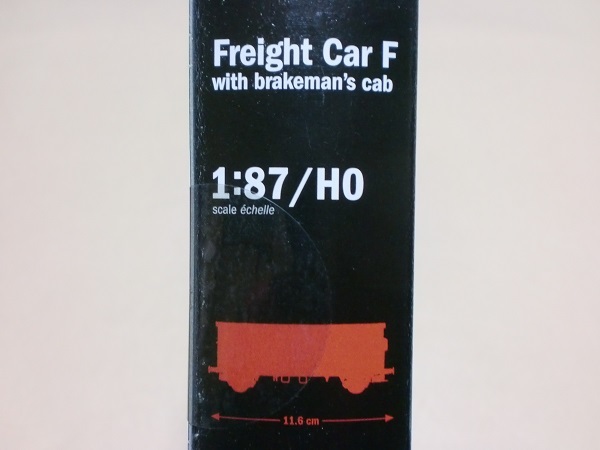 Freight Car F
with brakeman's cab
1:87/H0
scale échelle
11.6 cm